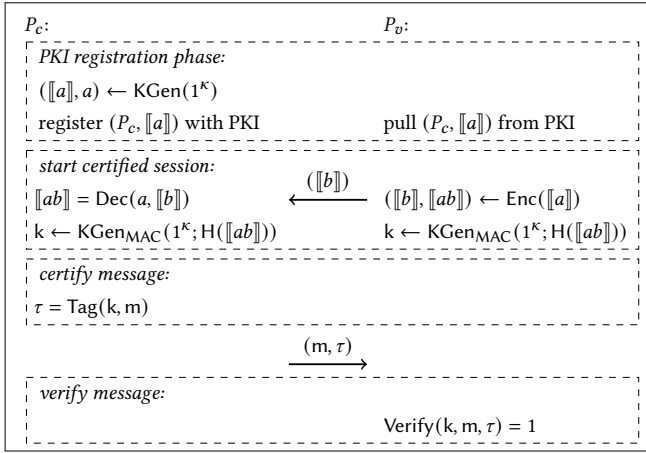 P_c: P_v:
PKI registration phase:
(⟦a⟧, a) ← KGen(1^κ)
register (P_c, ⟦a⟧) with PKI pull (P_c, ⟦a⟧) from PKI
start certified session:
⟦ab⟧ = Dec(a, ⟦b⟧) (⟦b⟧) (⟦b⟧, ⟦ab⟧) ← Enc(⟦a⟧)
k ← KGen_MAC(1^κ; H(⟦ab⟧)) k ← KGen_MAC(1^κ; H(⟦ab⟧))
certify message:
τ = Tag(k, m)
(m, τ)
verify message:
Verify(k, m, τ) = 1